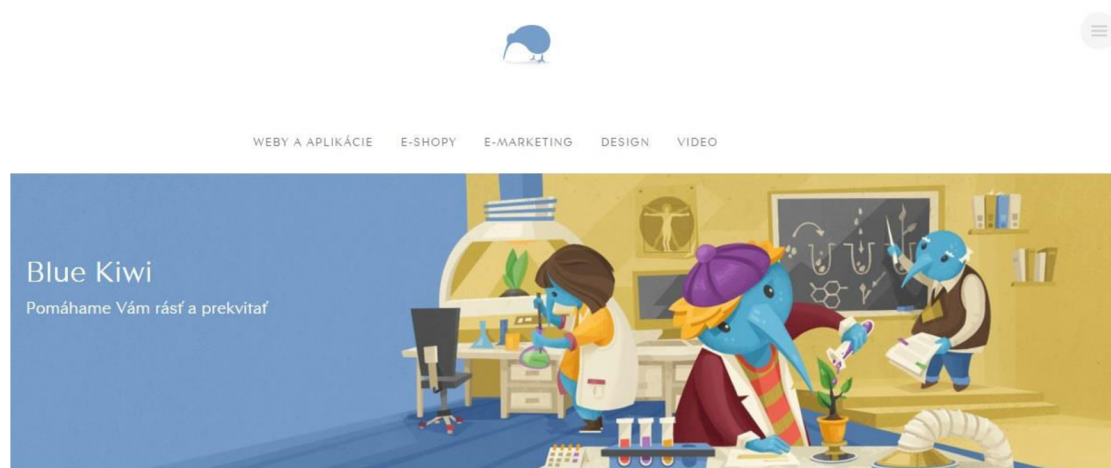 WEBY A APLIKÁCIE E-SHOPY E-MARKETING DESIGN VIDEO
Blue Kiwi
Pomáhame Vám rásť a prekvitať